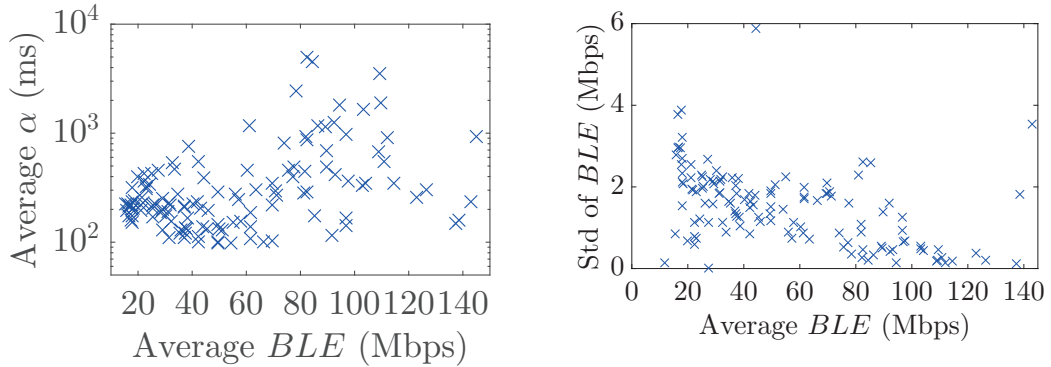 10^4
10^3
10^2
Average α (ms)
20 40 60 80 100 120 140
Average BLE (Mbps)
6
4
2
0
Std of BLE (Mbps)
0 20 40 60 80 100 120 140
Average BLE (Mbps)